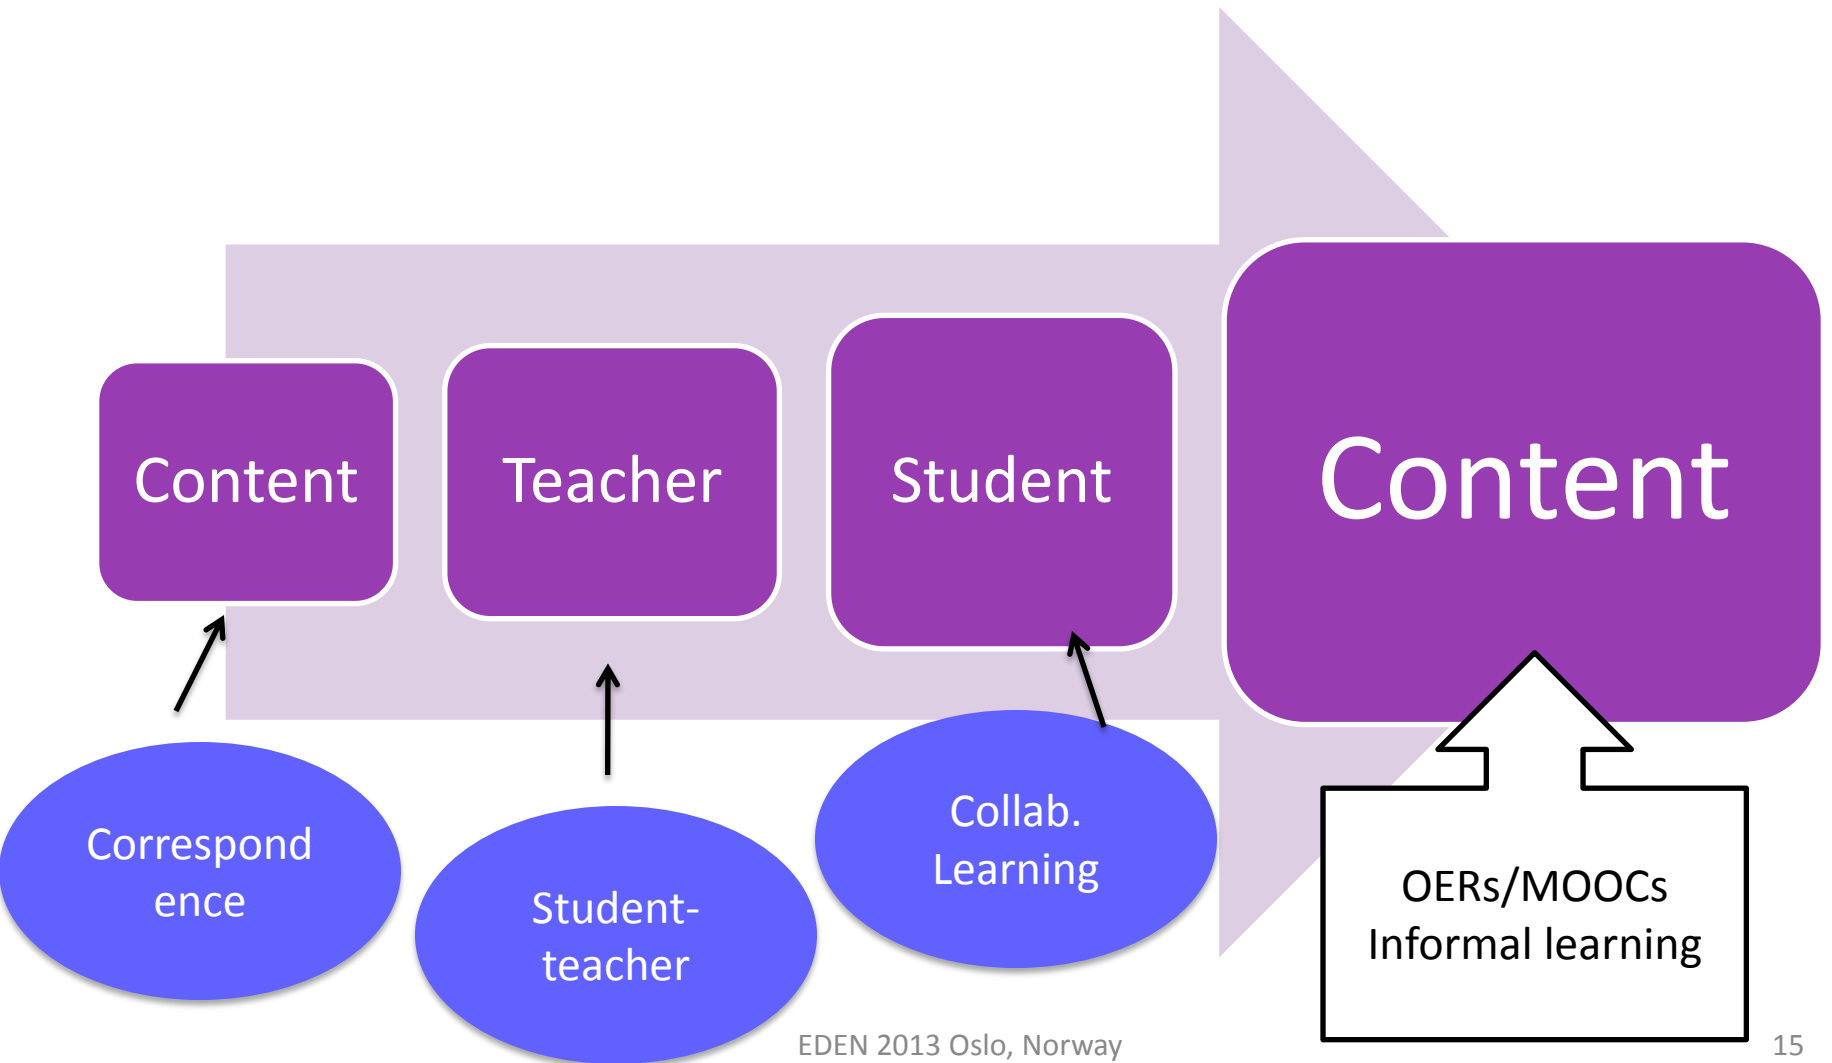 Content
Teacher
Student
Content
Correspond
ence
Student-
teacher
Collab.
Learning
OERs/MOOCs
Informal learning
EDEN 2013 Oslo, Norway
15